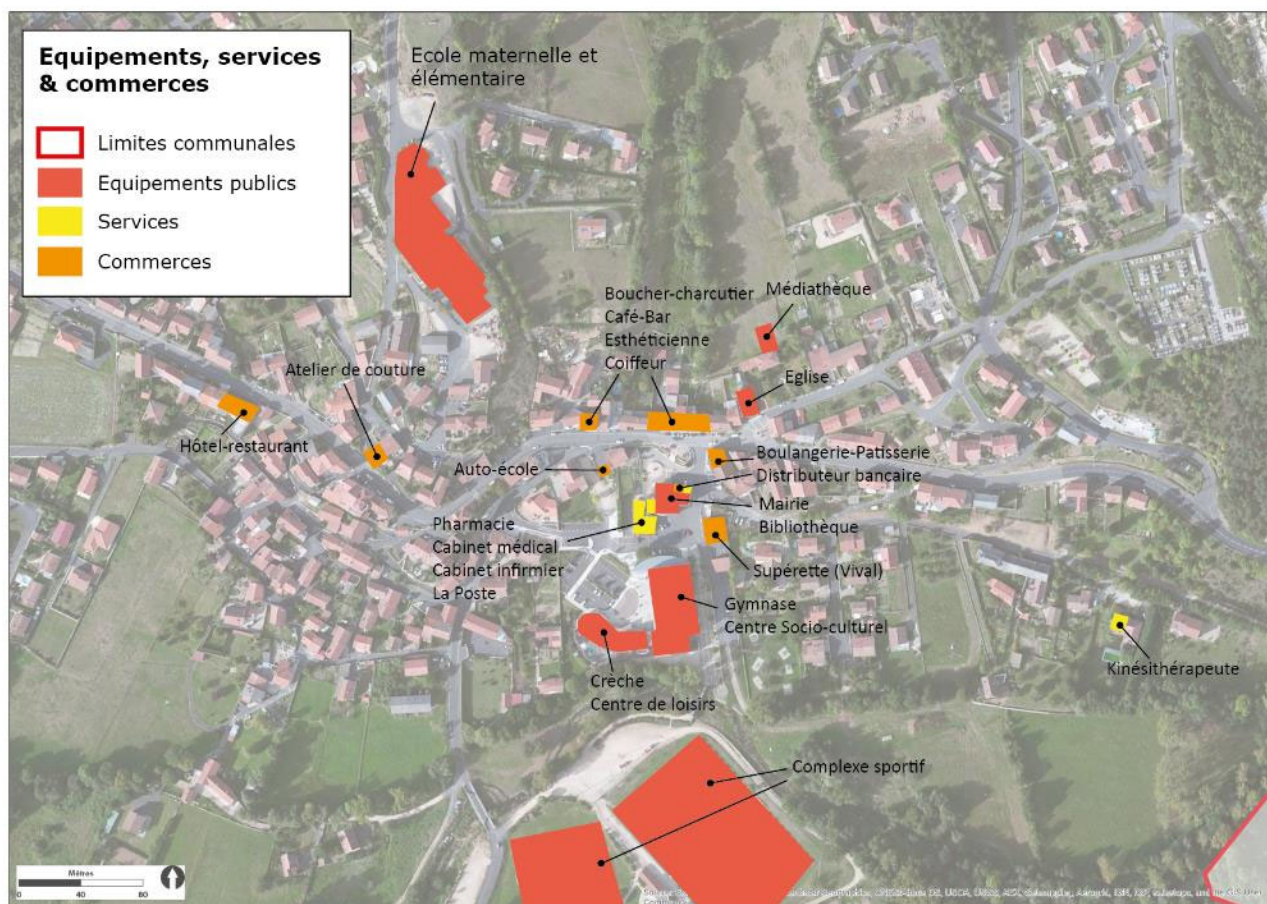 Equipements, services
& commerces
Limites communales
Equipements publics
Services
Commerces
Ecole maternelle et
élémentaire
Boucher-charcutier
Café-Bar
Esthéticienne
Coiffeur
Médiathèque
Atelier de couture
Eglise
Hôtel-restaurant
Auto-école
Boulangerie-Patisserie
Distributeur bancaire
Mairie
Bibliothèque
Pharmacie
Cabinet médical
Cabinet infirmier
La Poste
Supérette (Vival)
Gymnase
Centre Socio-culturel
Kinésithérapeute
Crèche
Centre de loisirs
Complexe sportif
Mètres
0 40 80